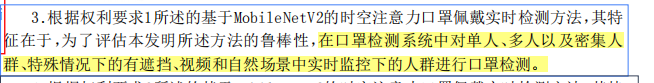 3.根据权利要求1所述的基于MobileNetV2的时空注意力口罩佩戴实时检测方法，其特
征在于，为了评估本发明所述方法的鲁棒性，在口罩检测系统中对单人、多人以及密集人
群、特殊情况下的有遮挡、视频和自然场景中实时监控下的人群进行口罩检测。